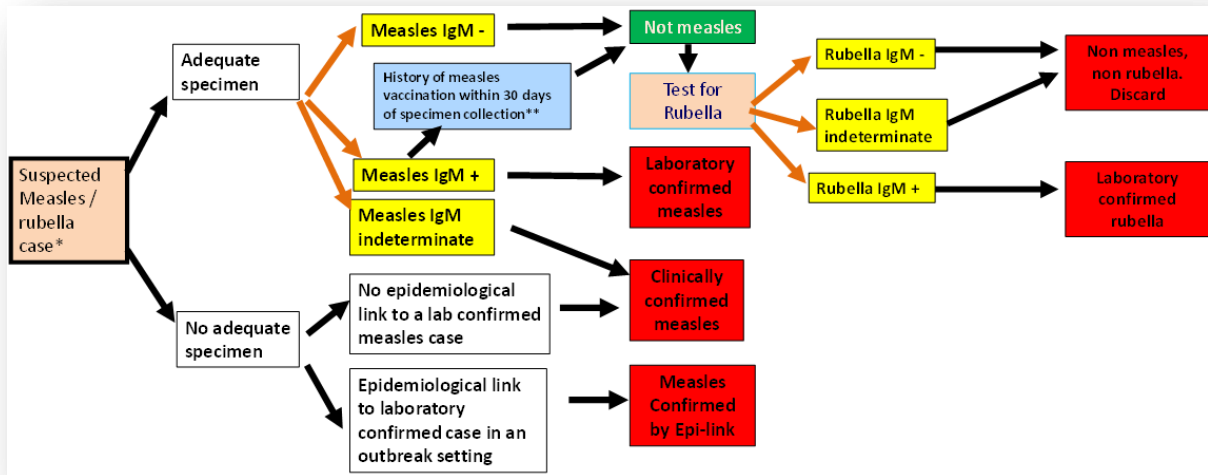 Suspected
Measles /
rubella
case*
Adequate
specimen
No adequate
specimen
Measles IgM -
History of measles
vaccination within 30 days
of specimen collection**
Measles IgM +
Measles IgM
indeterminate
No epidemiological
link to a lab confirmed
measles case
Epidemiological link
to laboratory
confirmed case in an
outbreak setting
Not measles
Test for
Rubella
Laboratory
confirmed
measles
Clinically
confirmed
measles
Measles
Confirmed
by Epi-link
Rubella IgM -
Rubella IgM
indeterminate
Rubella IgM +
Non measles,
non rubella.
Discard
Laboratory
confirmed
rubella